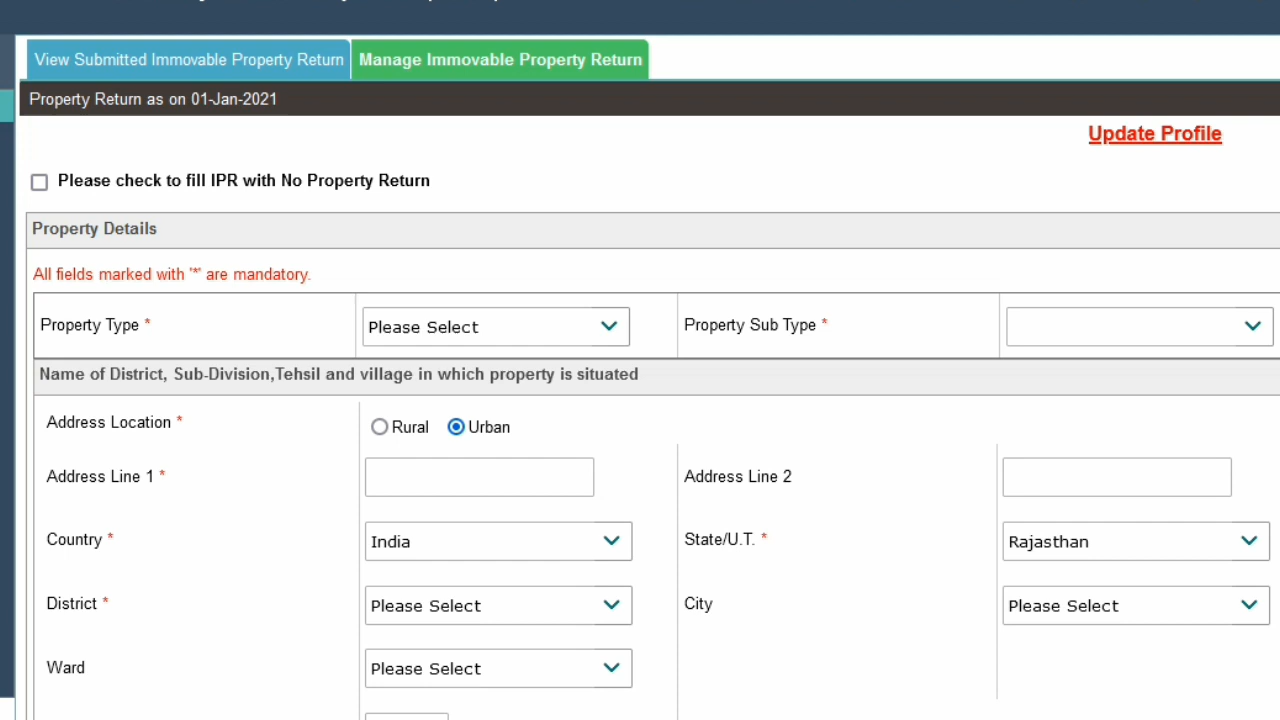 View Submitted Immovable Property Return Manage Immovable Property Return
Property Return as on 01-Jan-2021
Update Profile
Please check to fill IPR with No Property Return
Property Details
All fields marked with '*' are mandatory.
Property Type * Please Select Property Sub Type *
Name of District, Sub-Division,Tehsil and village in which property is situated
Address Location * Rural Urban
Address Line 1 * Address Line 2
Country * India State/U.T. * Rajasthan
District * Please Select City Please Select
Ward Please Select